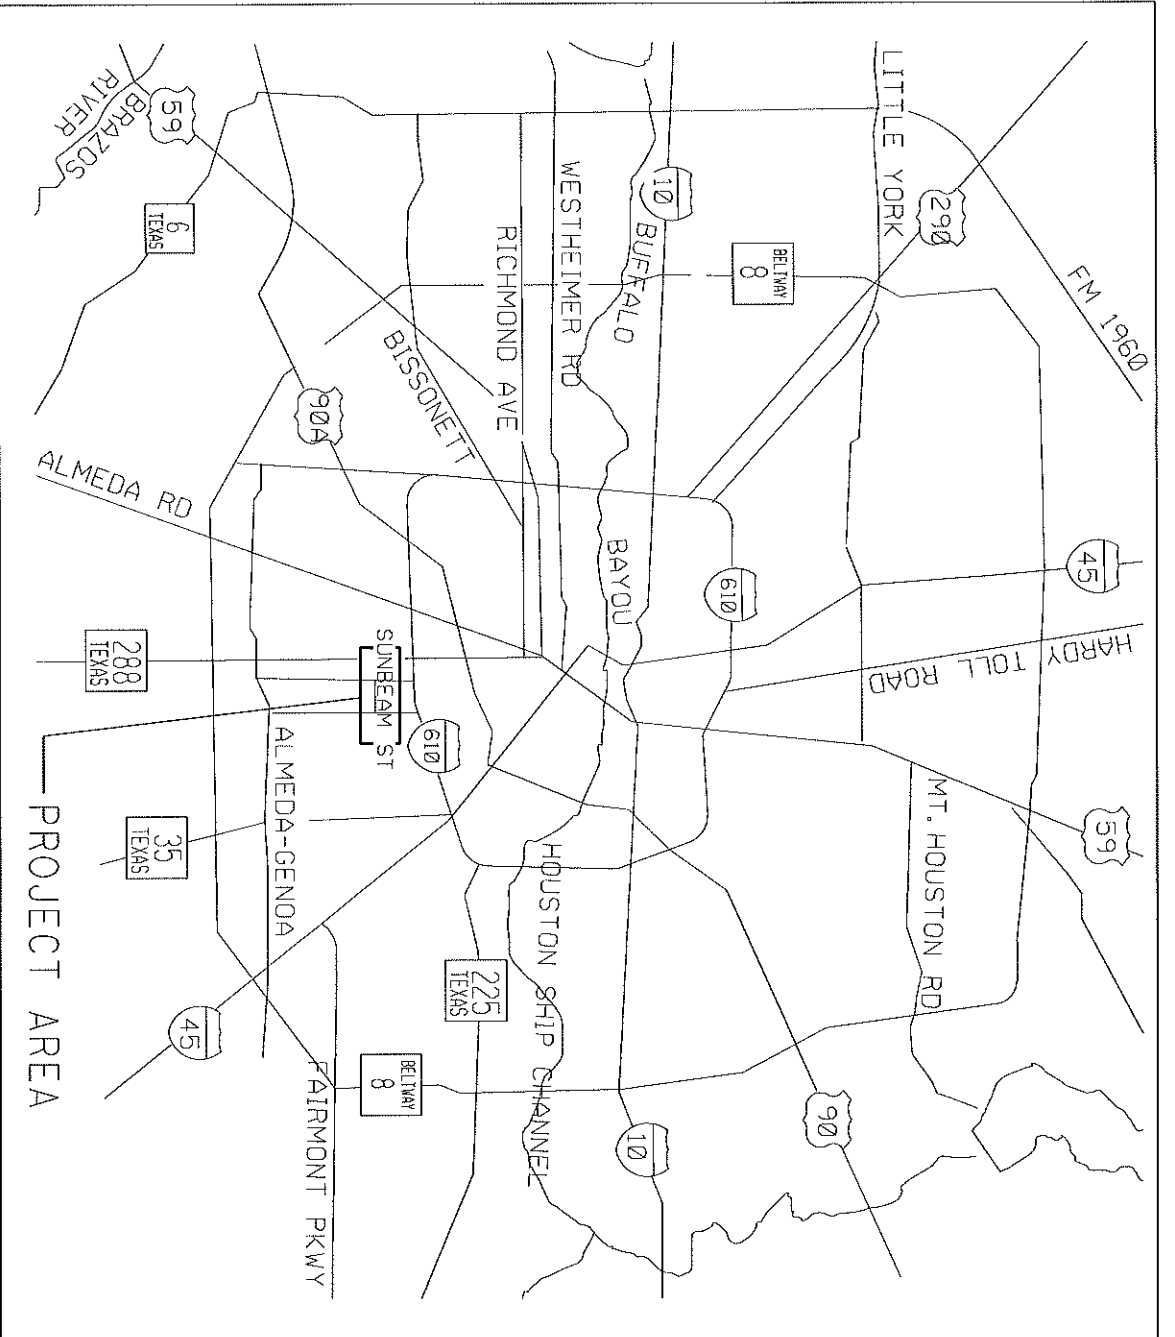 FM 1960
290
LITTLE YORK
BELTWAY
8
10
BUFFALO
WESTHEIMER RD
RICHMOND AVE
BISSONETT
59
BRAZOS
RIVER
6
TEXAS
90A
ALMEDA RD
45
HARDY TOLL ROAD
610
BAYOU
SUNBEAM ST
288
TEXAS
610
59
MT. HOUSTON RD
HOUSTON SHIP CHANNEL
225
TEXAS
ALMEDA-GENOA
35
TEXAS
PROJECT AREA
45
90
10
BELTWAY
8
FAIRMONT PKWY